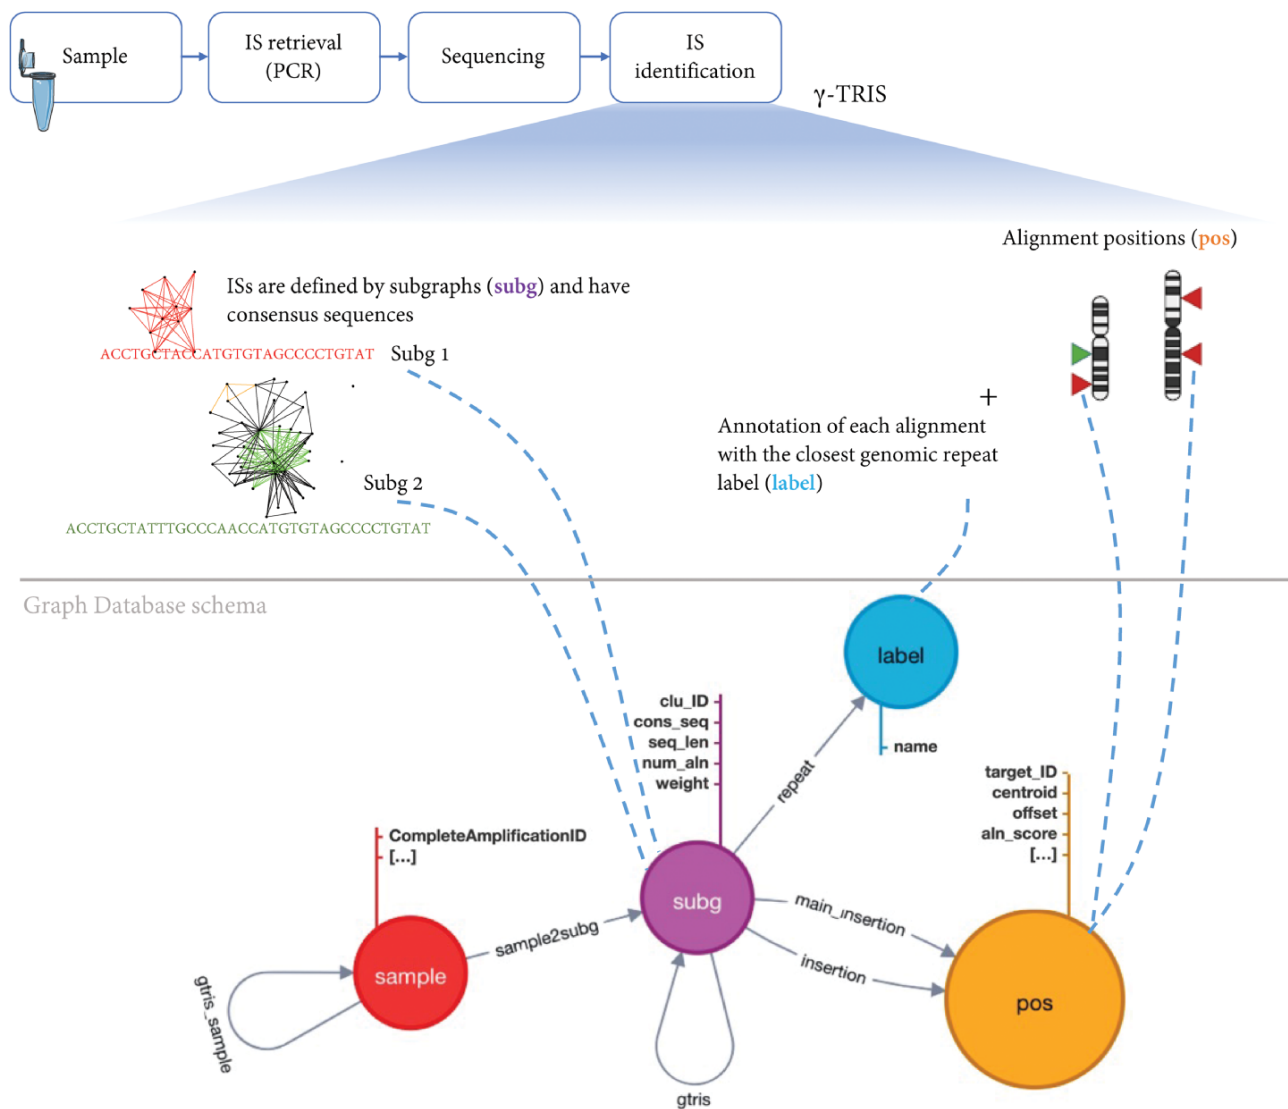 Sample
IS retrieval
(PCR)
Sequencing
IS
identification
γ-TRIS
Alignment positions (pos)
ISs are defined by subgraphs (subg) and have
consensus sequences
ACCTGCTACCATGTGTAGCCCCTGTAT
Subg 1
+
Annotation of each alignment
with the closest genomic repeat
label (label)
Subg 2
ACCTGCTATTTGCCCAACCATGTGTAGCCCCTGTAT
Graph Database schema
label
name
clu_ID
cons_seq
seq_len
num_aln
weight
repeat
target_ID
centroid
offset
aln_score
[...]
CompleteAmplificationID
[...]
subg
main_insertion
sample2subg
insertion
sample
pos
gtris_sample
gtris